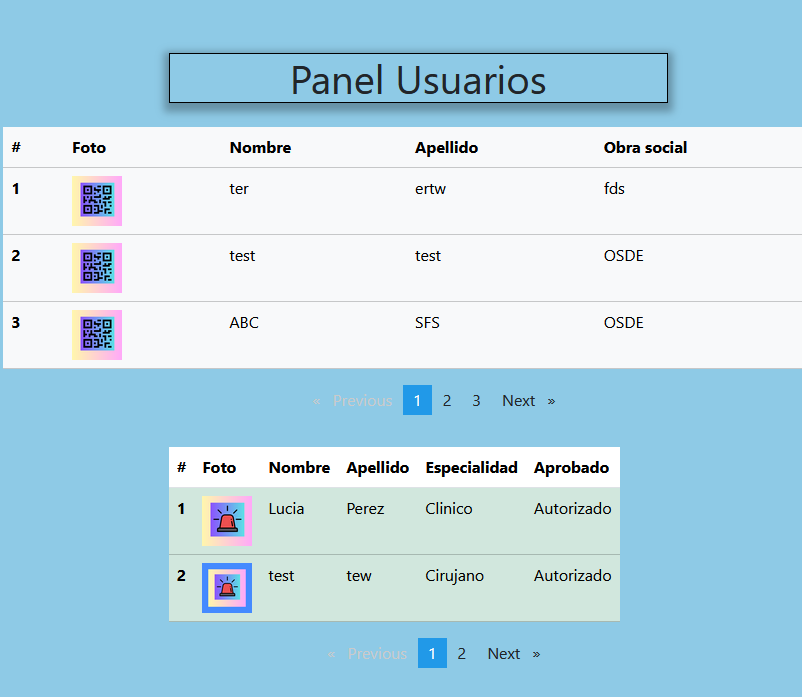 Panel Usuarios
# Foto Nombre Apellido Obra social
1 ter ertw fds
2 test test OSDE
3 ABC SFS OSDE
« Previous 1 2 3 Next »
# Foto Nombre Apellido Especialidad Aprobado
1 Lucia Perez Clinico Autorizado
2 test tew Cirujano Autorizado
« Previous 1 2 Next »